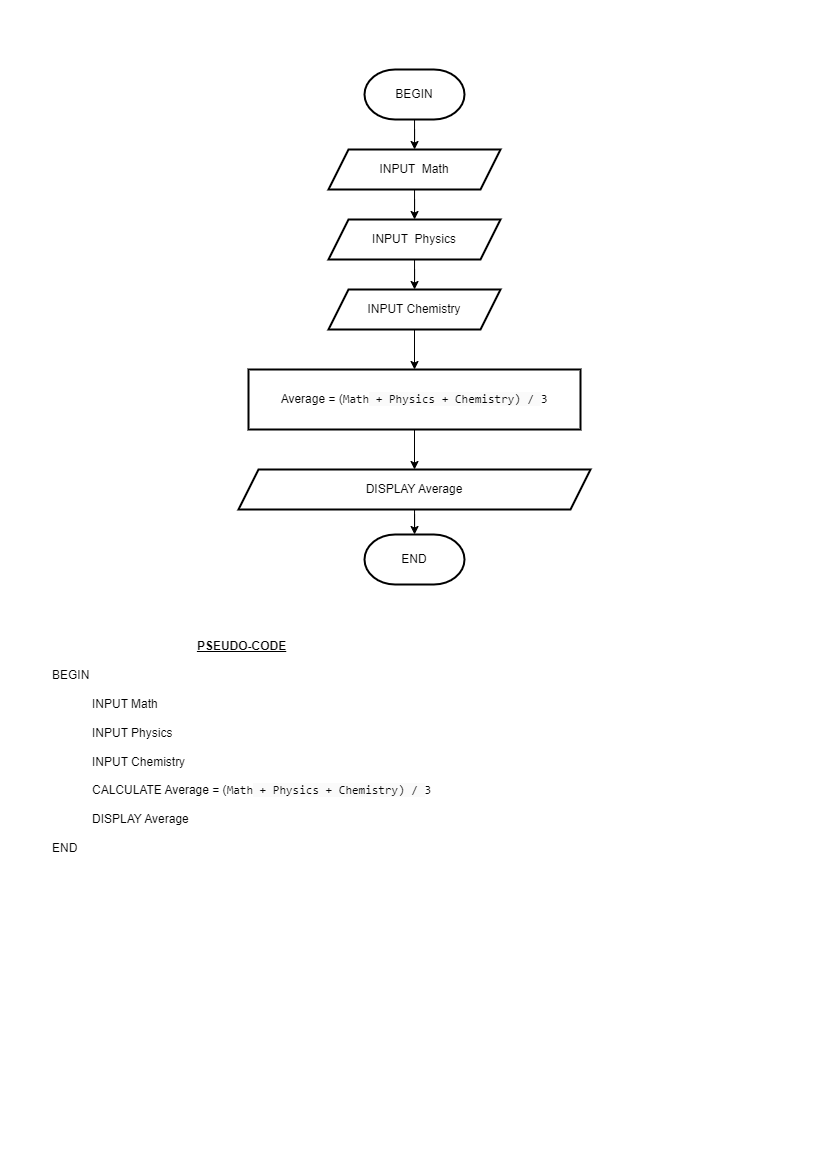 BEGIN
INPUT  Math
INPUT  Physics
INPUT Chemistry
Average = (Math + Physics + Chemistry) / 3
DISPLAY Average
END
PSEUDO-CODE
BEGIN
INPUT Math
INPUT Physics
INPUT Chemistry
CALCULATE Average = (Math + Physics + Chemistry) / 3
DISPLAY Average
END